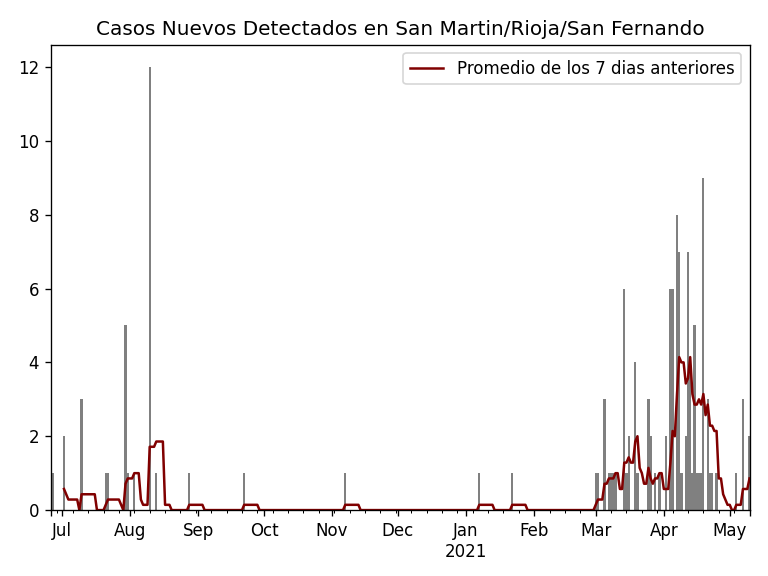 Casos Nuevos Detectados en San Martin/Rioja/San Fernando
Promedio de los 7 dias anteriores
12
10
8
6
4
2
0
Jul Aug Sep Oct Nov Dec Jan Feb Mar Apr May
2021